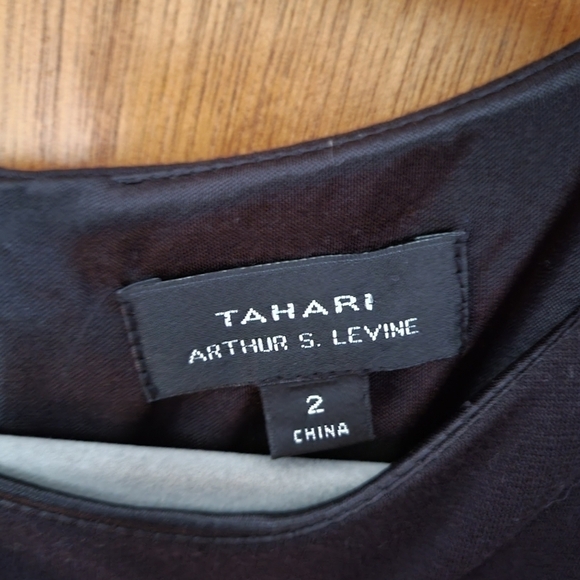 TAHARI
ARTHUR S. LEVINE
2
CHINA